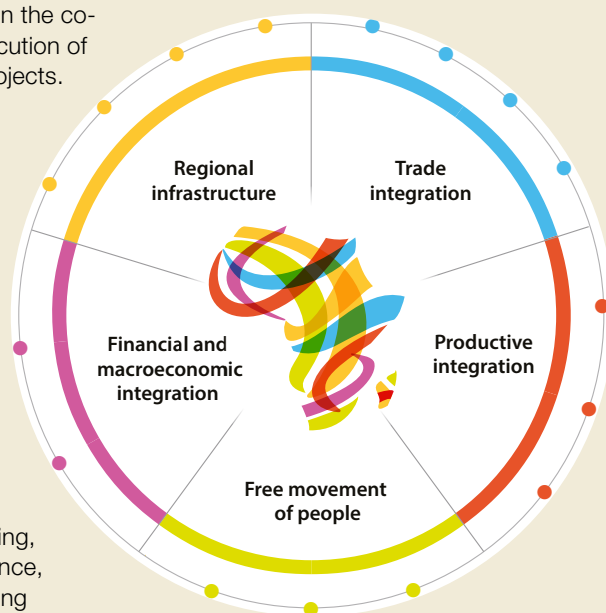 n the co-
cution of
ojects.
Regional
infrastructure
Trade
integration
Financial and
macroeconomic
integration
Productive
integration
Free movement
of people
ing,
nce,
ng